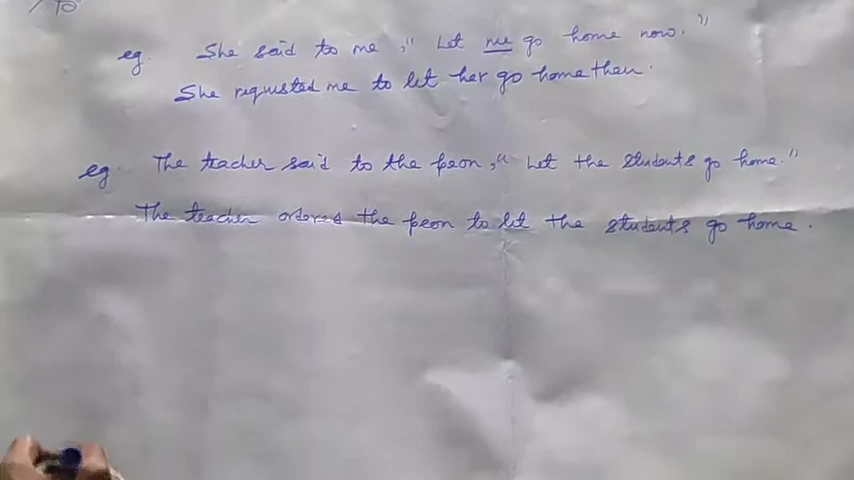 eg. She said to me, "Let me go home now."
She requested me to let her go home then.
eg. The teacher said to the peon, "Let the students go home."
The teacher ordered the peon to let the students go home.